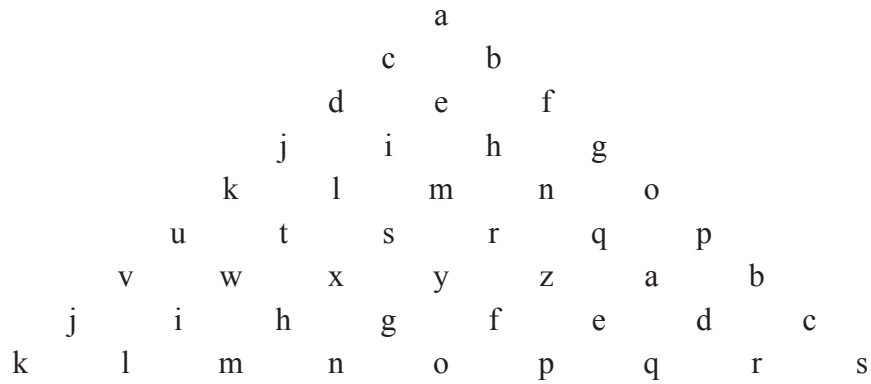 a
c b
d e f
j i h g
k l m n o
u t s r q p
v w x y z a b
j i h g f e d c
k l m n o p q r s